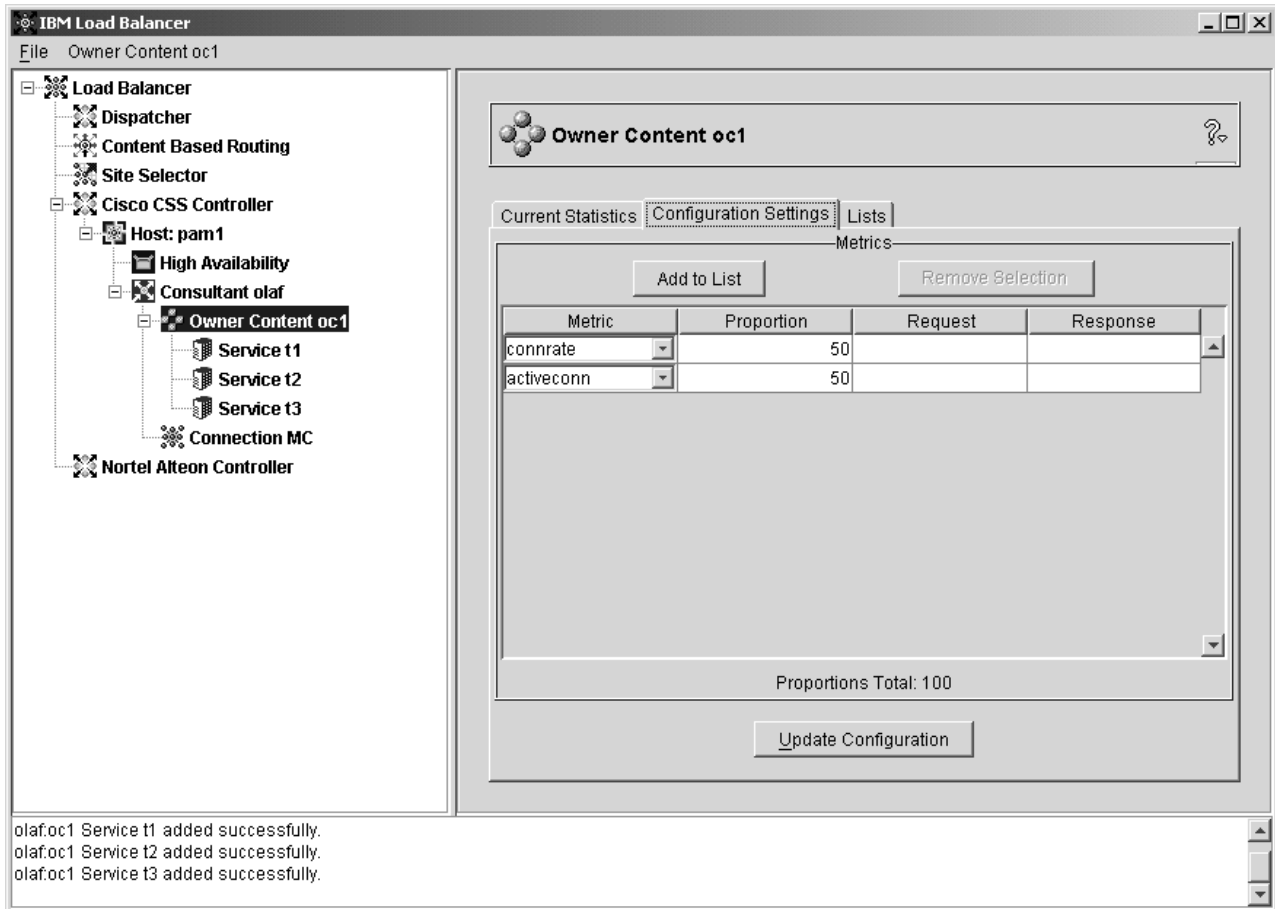 IBM Load Balancer
File Owner Content oc1
Load Balancer
Dispatcher
Content Based Routing
Site Selector
Cisco CSS Controller
Host: pam1
High Availability
Consultant olaf
Owner Content oc1
Service t1
Service t2
Service t3
Connection MC
Nortel Alteon Controller
Owner Content oc1
Current Statistics Configuration Settings Lists
Metrics
Add to List Remove Selection
Metric Proportion Request Response
connrate 50
activeconn 50
Proportions Total: 100
Update Configuration
olaf:oc1 Service t1 added successfully.
olaf:oc1 Service t2 added successfully.
olaf:oc1 Service t3 added successfully.